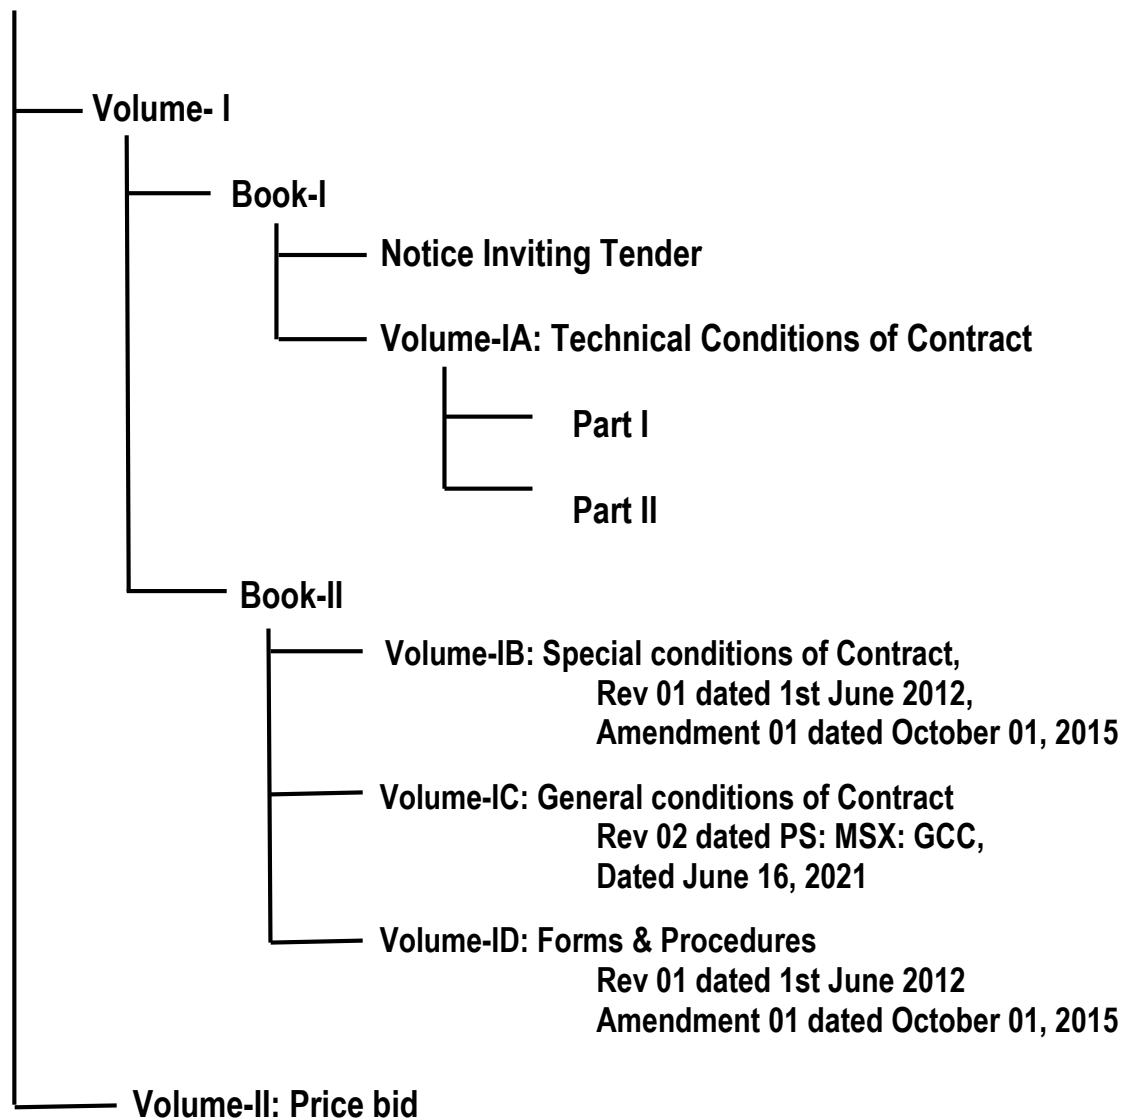 Volume- I
Book-I
Notice Inviting Tender
Volume-IA: Technical Conditions of Contract
Part I
Part II
Book-II
Volume-IB: Special conditions of Contract,
Rev 01 dated 1st June 2012,
Amendment 01 dated October 01, 2015
Volume-IC: General conditions of Contract
Rev 02 dated PS: MSX: GCC,
Dated June 16, 2021
Volume-ID: Forms & Procedures
Rev 01 dated 1st June 2012
Amendment 01 dated October 01, 2015
Volume-II: Price bid